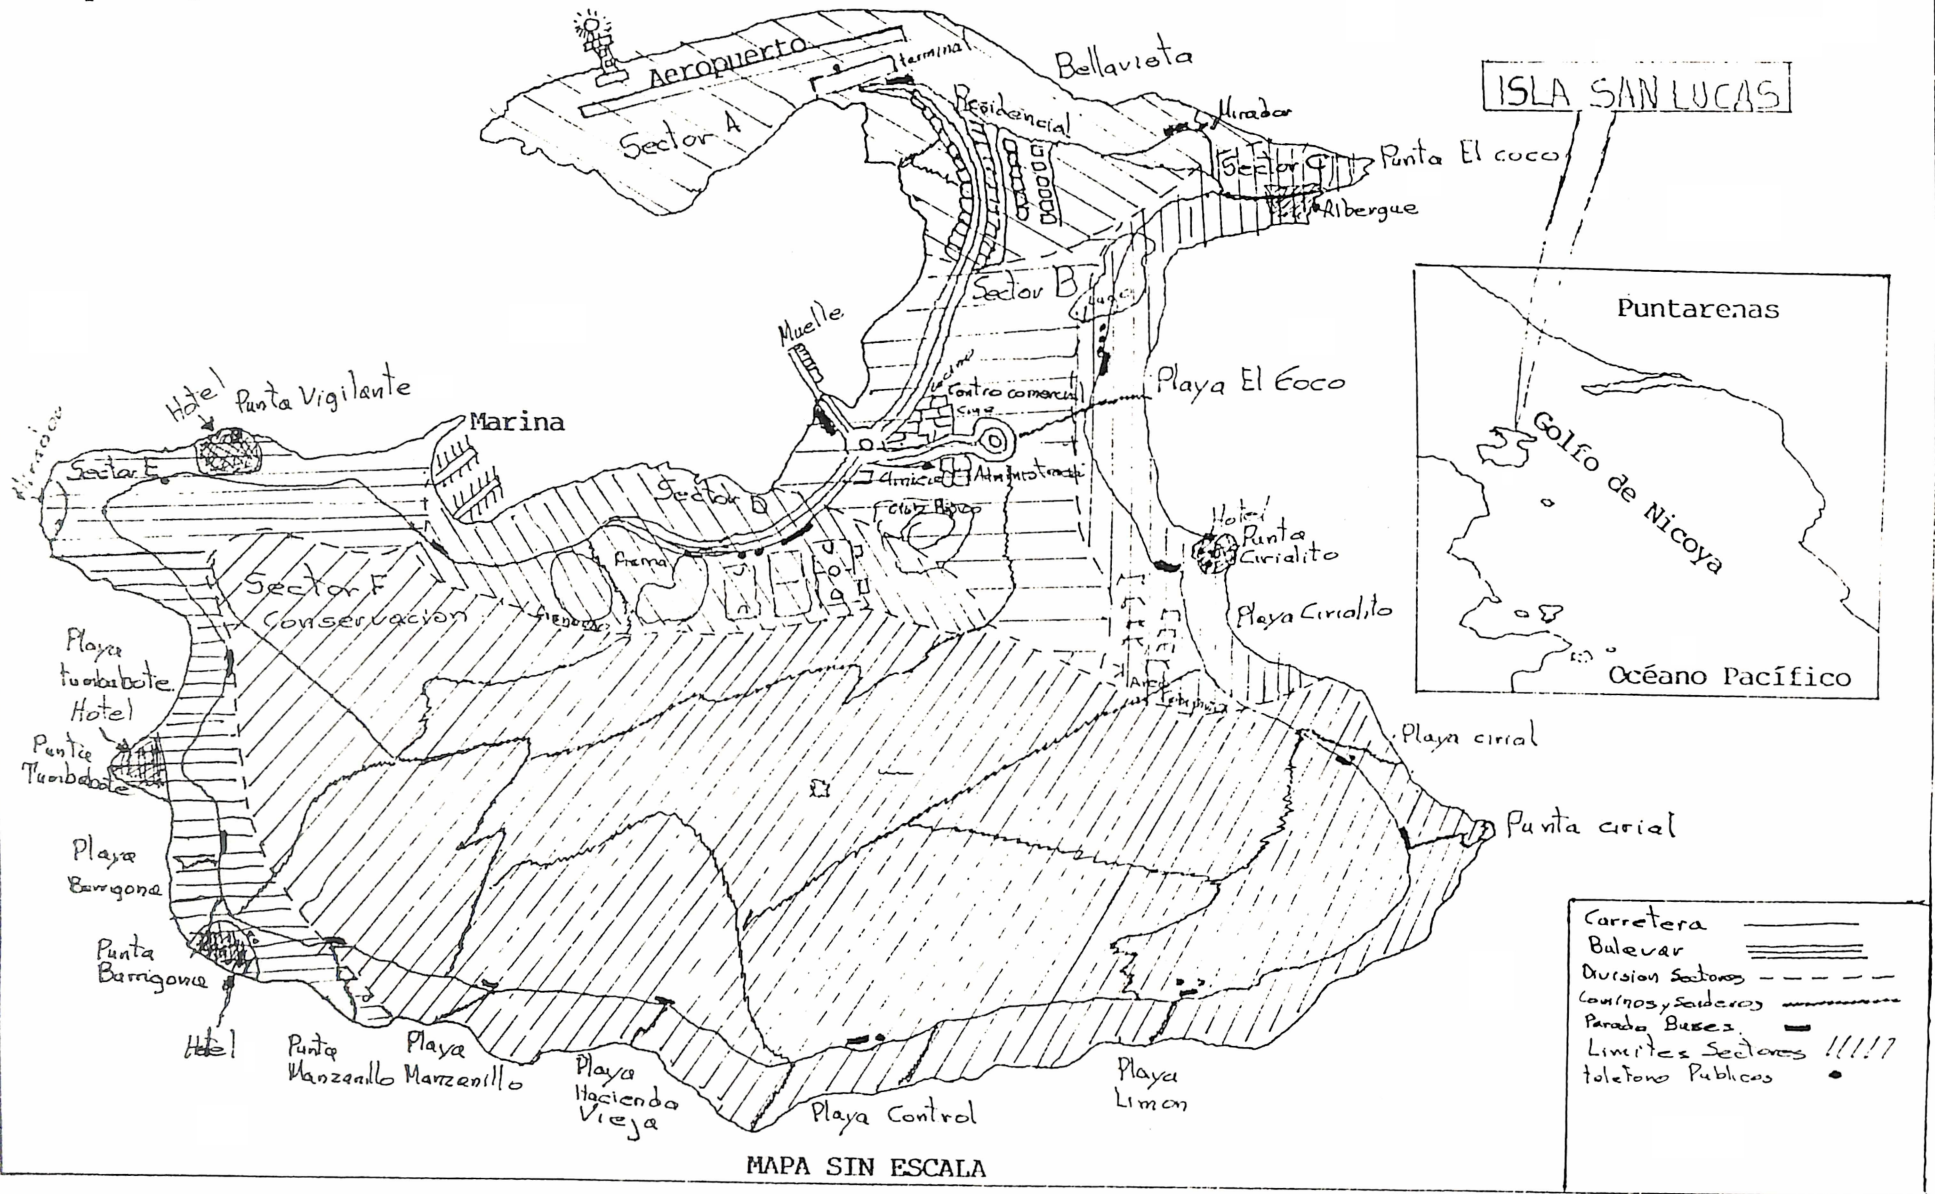 Aeropuerto
terminal
Sector A
Bellavista
Residencial
Mirador
Sector C
Punta El coco
Albergue
ISLA SAN LUCAS
Puntarenas
Golfo de Nicoya
Océano Pacífico
Sector B
Muelle
Playa El Coco
Hotel
Punta Vigilante
Marina
Sector E
Sector D
Hotel
Punta
Cirialito
Playa Cirialito
Sector F
Conservacion
Playa
tumbabote
Hotel
Punta
Tumbabote
Playa cirial
Punta cirial
Playa
Barrigona
Punta
Barrigona
Hotel
Punta
Manzanillo
Playa
Manzanillo
Playa
Hacienda
Vieja
Playa Control
Playa
Limon
Carretera
Bulevar
Division Sectores
Caminos y Senderos
Parada Buses
Limites Sectores
telefono Publicos
MAPA SIN ESCALA